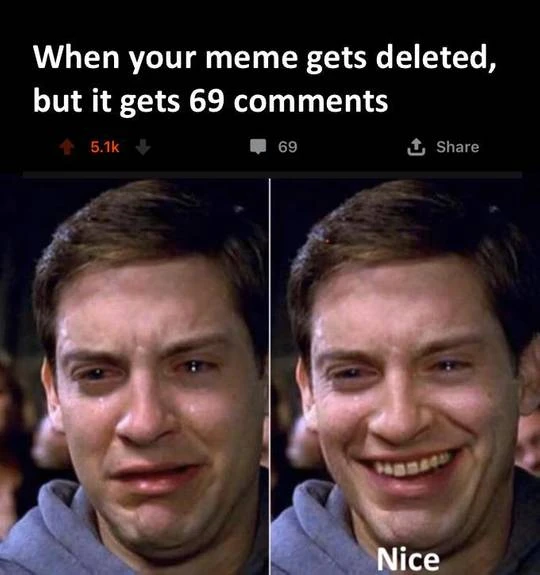 When your meme gets deleted,
but it gets 69 comments
5.1k 69 Share
Nice